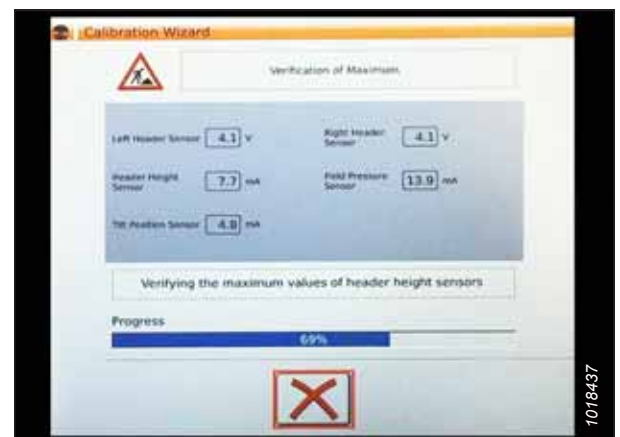 Calibration Wizard
Verification of Maximum
Left Header Sensor 4.1 V
Right Header
Sensor 4.1 V
Header Height
Sensor 7.7 mA
Field Pressure
Sensor 13.9 mA
Tilt Position Sensor 4.8 mA
Verifying the maximum values of header height sensors
Progress
69%
1018437